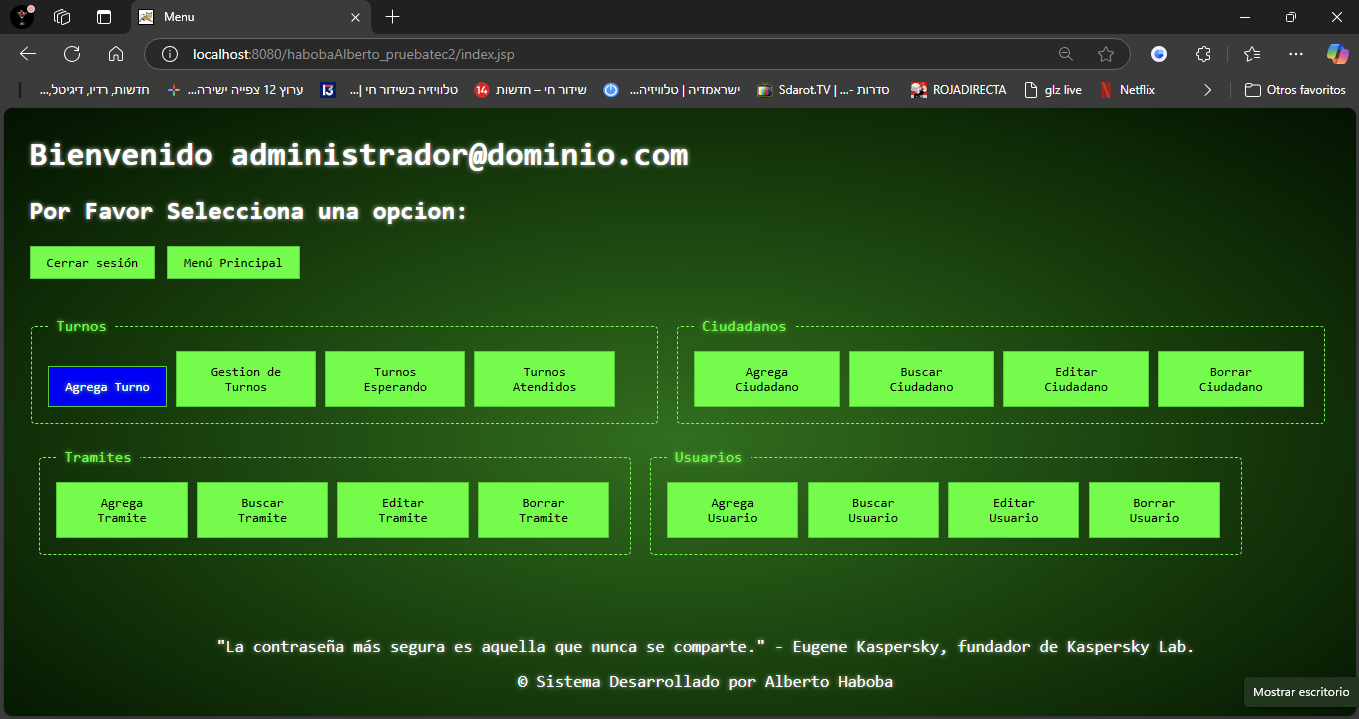 Menu
localhost:8080/habobaAlberto_pruebatec2/index.jsp
חדשות, רדיו, דיגיטל,...
ערוץ 12 צפייה ישירה...
13
טלוויזיה בשידור חי |...
14
שידור חי – חדשות
ישראמדיה | טלוויזיה...
Sdarot.TV | סדרות -...
ROJADIRECTA
glz live
Netflix
Otros favoritos
Bienvenido administrador@dominio.com
Por Favor Selecciona una opcion:
Cerrar sesión
Menú Principal
Turnos
Agrega Turno
Gestion de
Turnos
Turnos
Esperando
Turnos
Atendidos
Ciudadanos
Agrega
Ciudadano
Buscar
Ciudadano
Editar
Ciudadano
Borrar
Ciudadano
Tramites
Agrega
Tramite
Buscar
Tramite
Editar
Tramite
Borrar
Tramite
Usuarios
Agrega
Usuario
Buscar
Usuario
Editar
Usuario
Borrar
Usuario
"La contraseña más segura es aquella que nunca se comparte." - Eugene Kaspersky, fundador de Kaspersky Lab.
© Sistema Desarrollado por Alberto Haboba
Mostrar escritorio